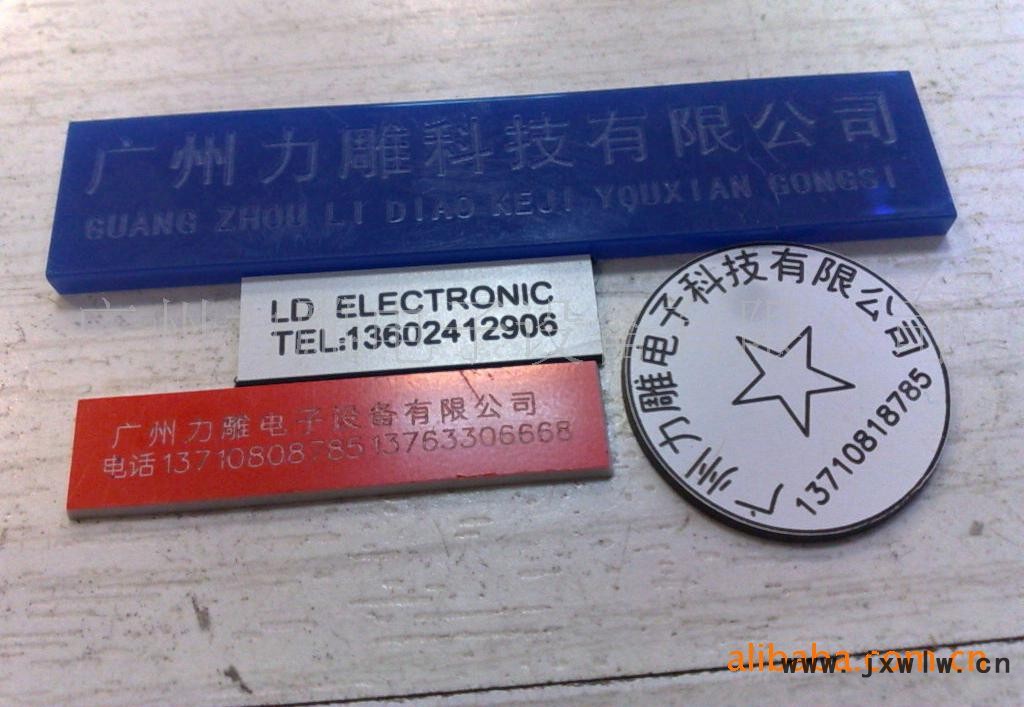 广州力雕科技有限公司
GUANG ZHOU LI DIAO KEJI YOUXIAN GONGSI
LD ELECTRONIC
TEL:13602412906
广州力雕电子设备有限公司
电话13710808785 13763306668
广州力雕电子科技有限公司
13710818785
alibaba.com.cn
www.jxwlw.cn